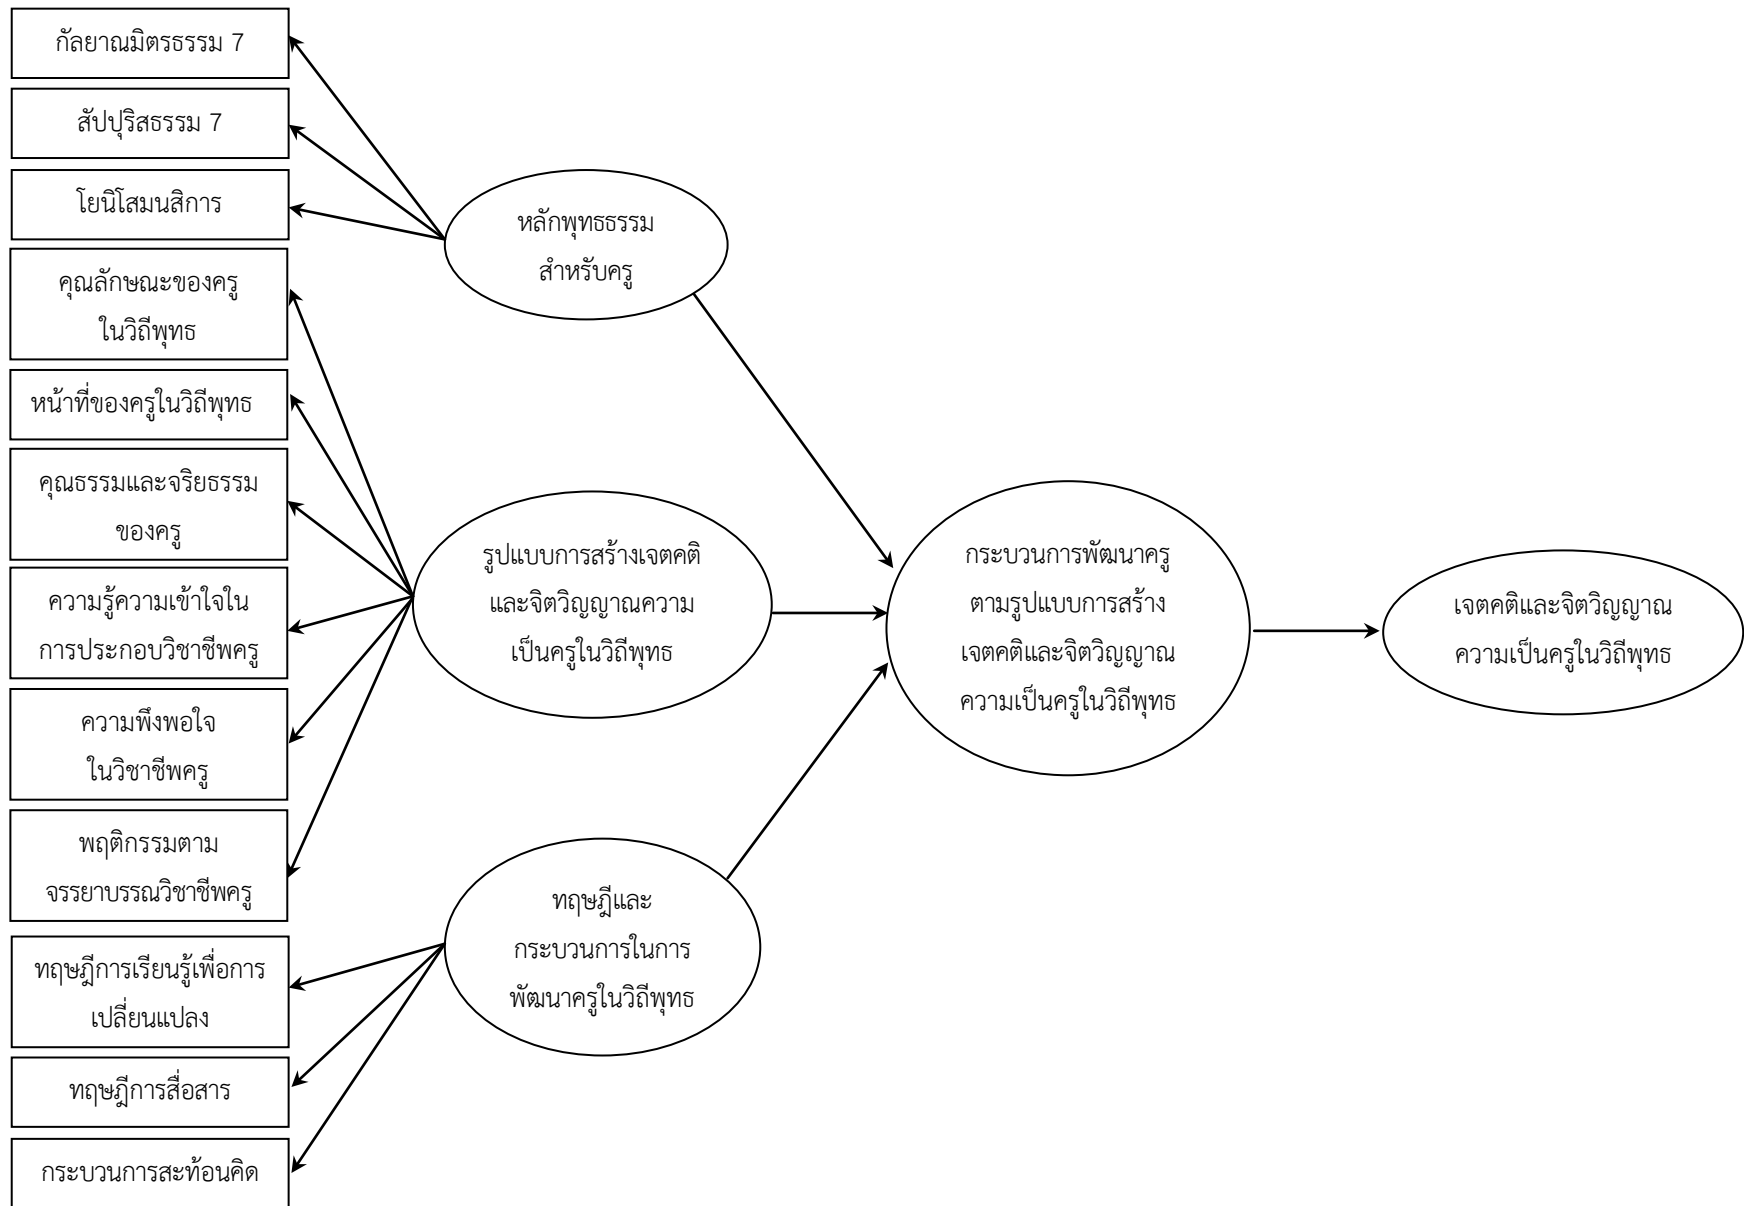 กัลยาณมิตรธรรม 7
สัปปุริสธรรม 7
โยนิโสมนสิการ
คุณลักษณะของครู
ในวิถีพุทธ
หน้าที่ของครูในวิถีพุทธ
คุณธรรมและจริยธรรม
ของครู
ความรู้ความเข้าใจใน
การประกอบวิชาชีพครู
ความพึงพอใจ
ในวิชาชีพครู
พฤติกรรมตาม
จรรยาบรรณวิชาชีพครู
ทฤษฎีการเรียนรู้เพื่อการ
เปลี่ยนแปลง
ทฤษฎีการสื่อสาร
กระบวนการสะท้อนคิด
หลักพุทธธรรม
สำหรับครู
รูปแบบการสร้างเจตคติ
และจิตวิญญาณความ
เป็นครูในวิถีพุทธ
ทฤษฎีและ
กระบวนการในการ
พัฒนาครูในวิถีพุทธ
กระบวนการพัฒนาครู
ตามรูปแบบการสร้าง
เจตคติและจิตวิญญาณ
ความเป็นครูในวิถีพุทธ
เจตคติและจิตวิญญาณ
ความเป็นครูในวิถีพุทธ